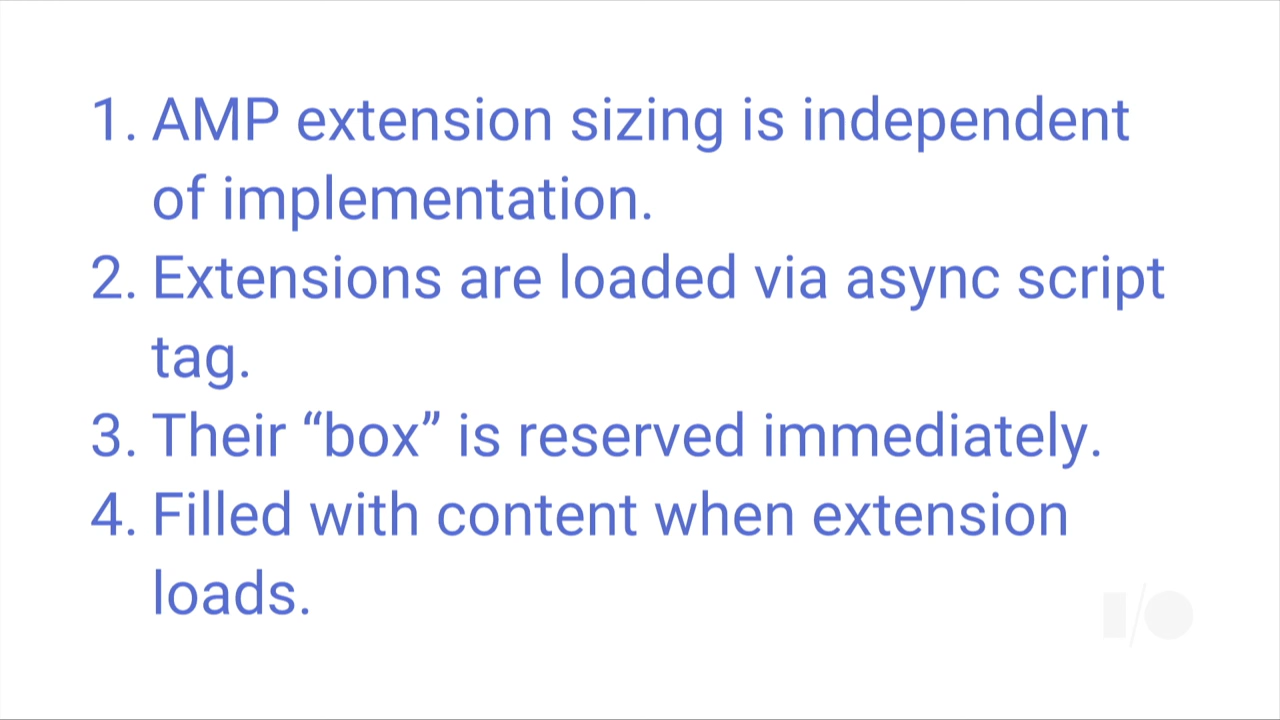 1. AMP extension sizing is independent
of implementation.
2. Extensions are loaded via async script
tag.
3. Their “box” is reserved immediately.
4. Filled with content when extension
loads.
I/O